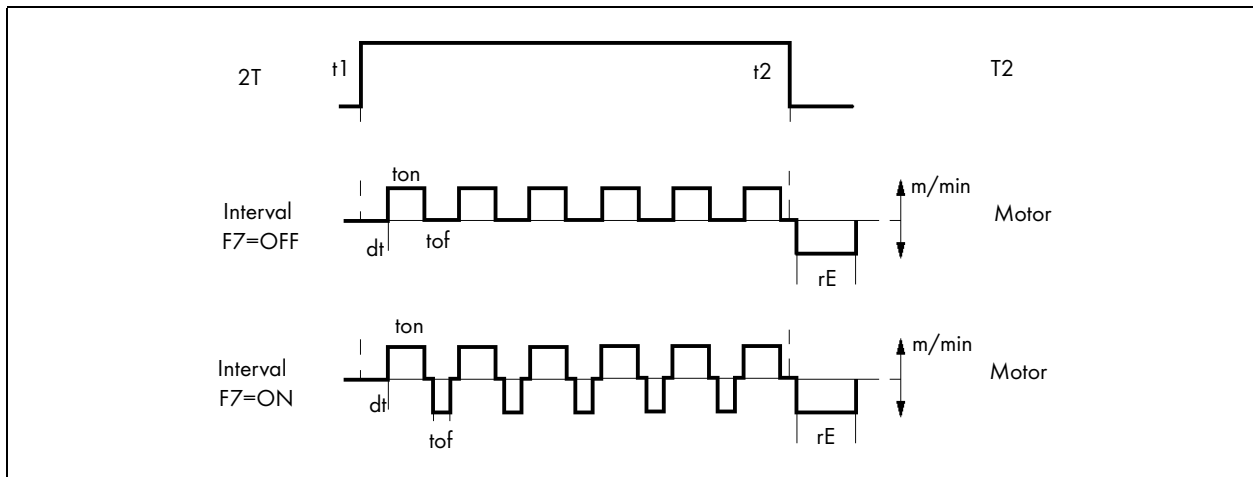 2T
t1
t2
T2
ton
m/min
Interval
F7=OFF
dt
tof
Motor
rE
ton
m/min
Interval
F7=ON
dt
tof
Motor
rE